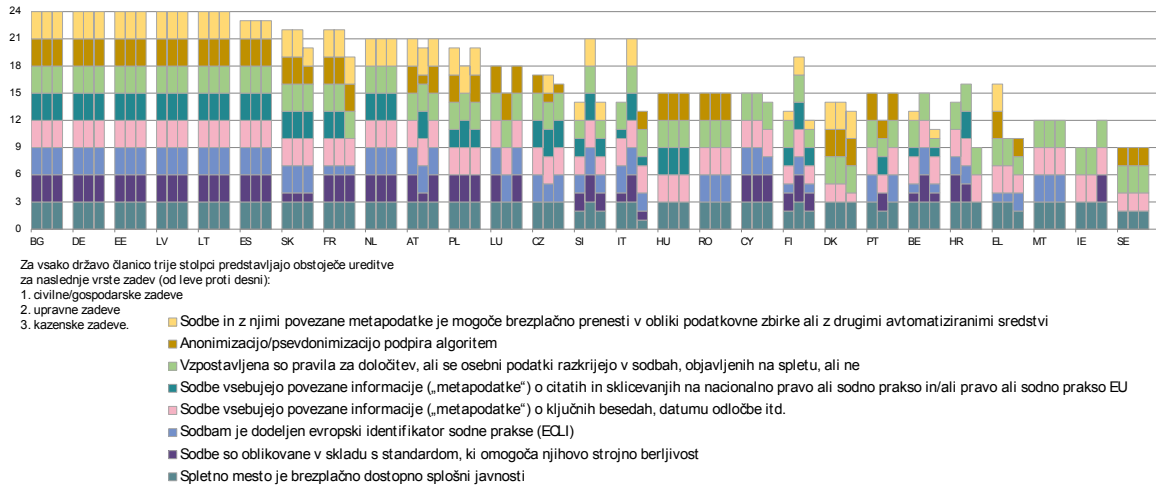 24
21
18
15
12
9
6
3
0
BG DE EE LV LT ES SK FR NL AT PL LU CZ SI IT HU RO CY FI DK PT BE HR EL MT IE SE
Za vsako državo članico trije stolpci predstavljajo obstoječe ureditve
za naslednje vrste zadev (od leve proti desni):
1. civilne/gospodarske zadeve
2. upravne zadeve
3. kazenske zadeve.
Sodbe in z njimi povezane metapodatke je mogoče brezplačno prenesti v obliki podatkovne zbirke ali z drugimi avtomatiziranimi sredstvi
Anonimizacijo/psevdonimizacijo podpira algoritem
Vzpostavljena so pravila za določitev, ali se osebni podatki razkrijejo v sodbah, objavljenih na spletu, ali ne
Sodbe vsebujejo povezane informacije („metapodatke“) o citatih in sklicevanjih na nacionalno pravo ali sodno prakso in/ali pravo ali sodno prakso EU
Sodbe vsebujejo povezane informacije („metapodatke“) o ključnih besedah, datumu odločbe itd.
Sodbam je dodeljen evropski identifikator sodne prakse (ECLI)
Sodbe so oblikovane v skladu s standardom, ki omogoča njihovo strojno berljivost
Spletno mesto je brezplačno dostopno splošni javnosti